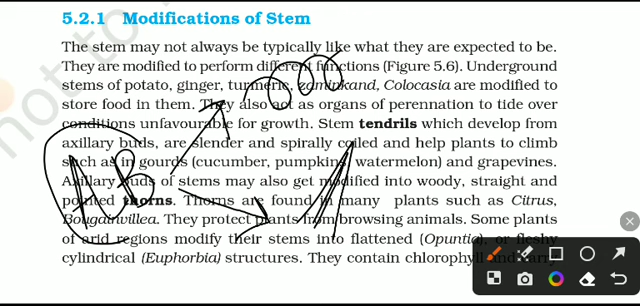 5.2.1 Modifications of Stem
The stem may not always be typically like what they are expected to be.
They are modified to perform different functions (Figure 5.6). Underground
stems of potato, ginger, turmeric, zaminkand, Colocasia are modified to
store food in them. They also act as organs of perennation to tide over
conditions unfavourable for growth. Stem tendrils which develop from
axillary buds, are slender and spirally coiled and help plants to climb
such as in gourds (cucumber, pumpkins, watermelon) and grapevines.
Axillary buds of stems may also get modified into woody, straight and
pointed thorns. Thorns are found in many plants such as Citrus,
Bougainvillea. They protect plants from browsing animals. Some plants
of arid regions modify their stems into flattened (Opuntia), or fleshy
cylindrical (Euphorbia) structures. They contain chlorophyll and carry
not to
AB